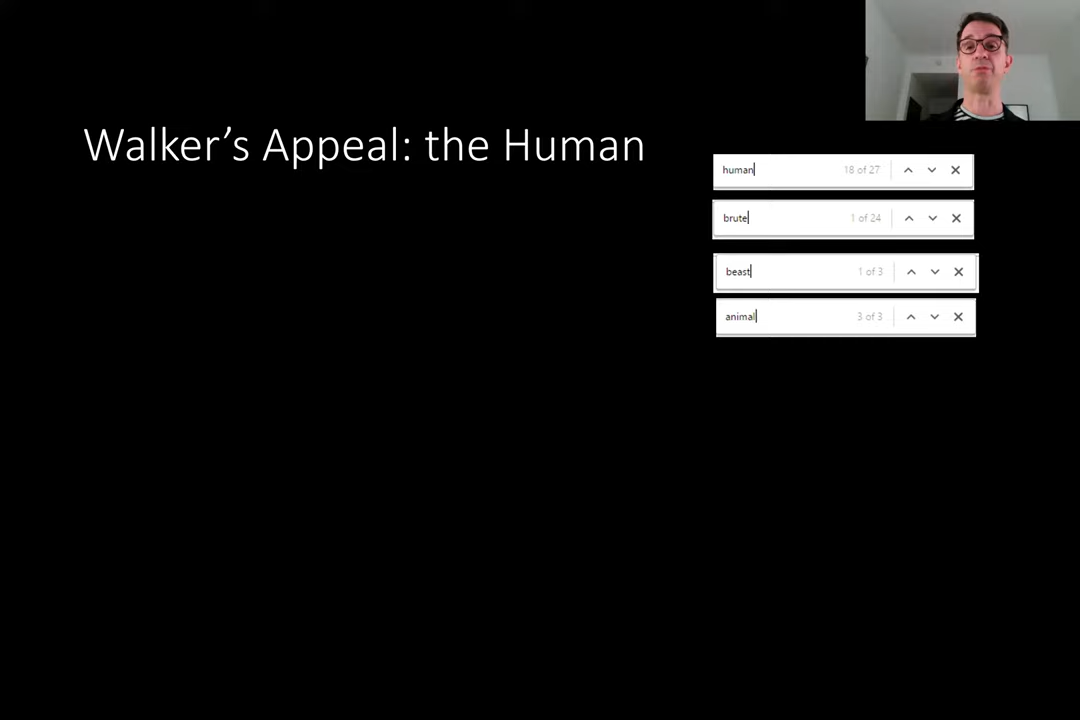 Walker's Appeal: the Human
human 18 of 27
brute 1 of 24
beast 1 of 3
animal 3 of 3